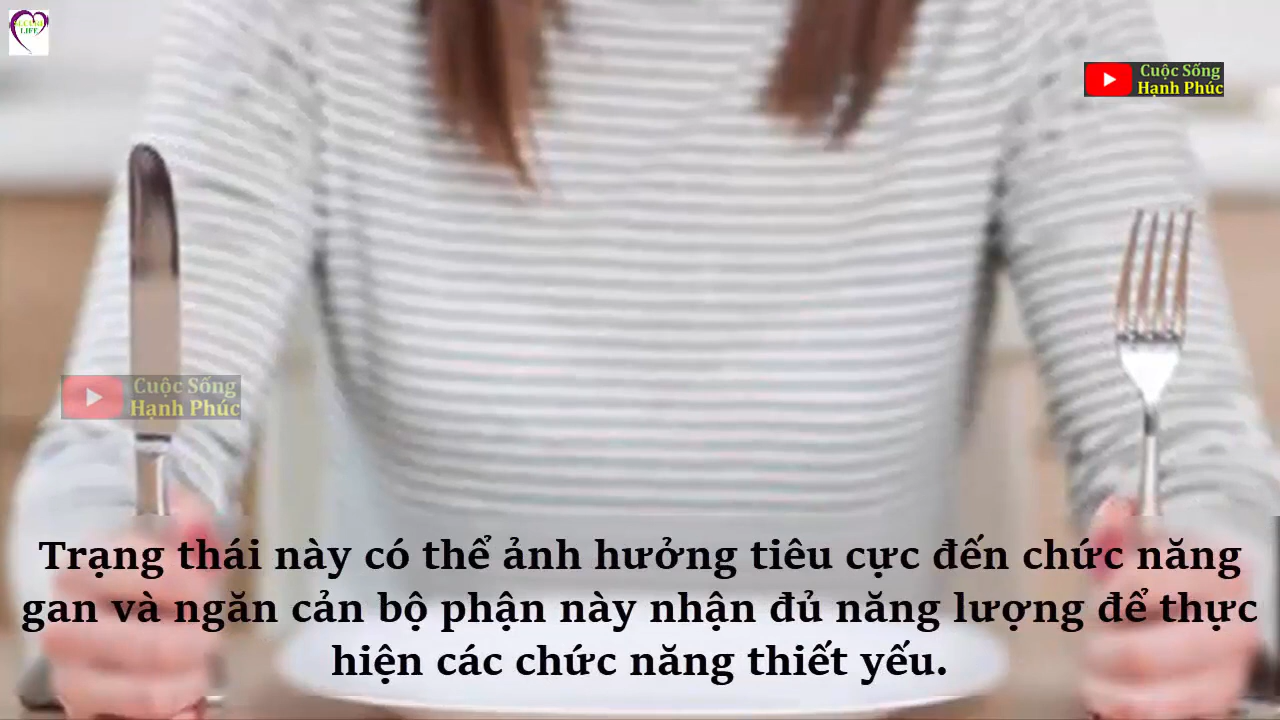 LIFE
Cuộc Sống
Hạnh Phúc
Cuộc Sống
Hạnh Phúc
Trạng thái này có thể ảnh hưởng tiêu cực đến chức năng
gan và ngăn cản bộ phận này nhận đủ năng lượng để thực
hiện các chức năng thiết yếu.